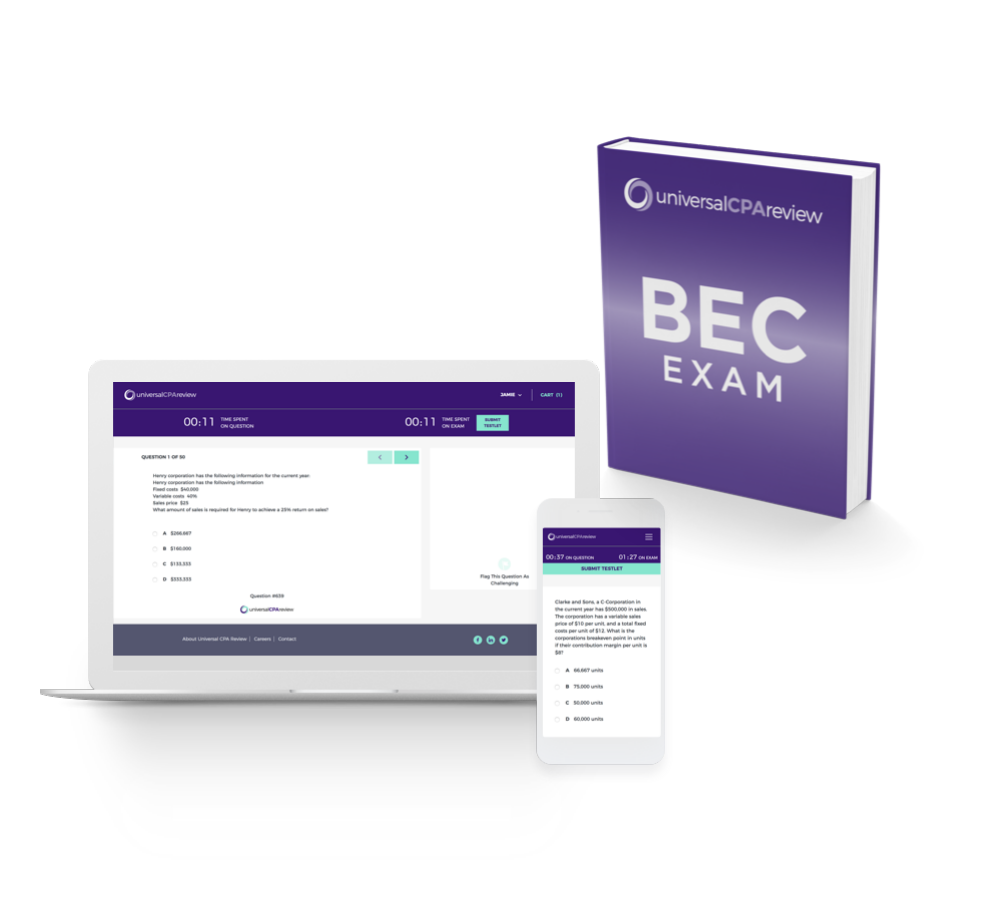 universalCPAreview
BEC
EXAM
universalCPAreview
JAMIE
CART (1)
00:11 TIME SPENT
ON QUESTION
00:11 TIME SPENT
ON EXAM
SUBMIT
TESTLET
QUESTION 1 OF 50
Henry corporation has the following information for the current year:
Henry corporation has the following information
Fixed costs $40,000
Variable costs 40%
Sales price $25
What amount of sales is required for Henry to achieve a 25% return on sales?
A $266,667
B $160,000
C $133,333
D $333,333
Flag This Question As
Challenging
Question #659
universalCPAreview
About Universal CPA Review | Careers | Contact
universalCPAreview
00:37 ON QUESTION
01:27 ON EXAM
SUBMIT TESTLET
Clarke and Sons, a C-Corporation in
the current year has $500,000 in sales.
The corporation has a variable sales
price of $10 per unit, and a total fixed
costs per unit of $12. What is the
corporations breakeven point in units
if their contribution margin per unit is
$8?
A 66,667 units
B 75,000 units
C 50,000 units
D 60,000 units